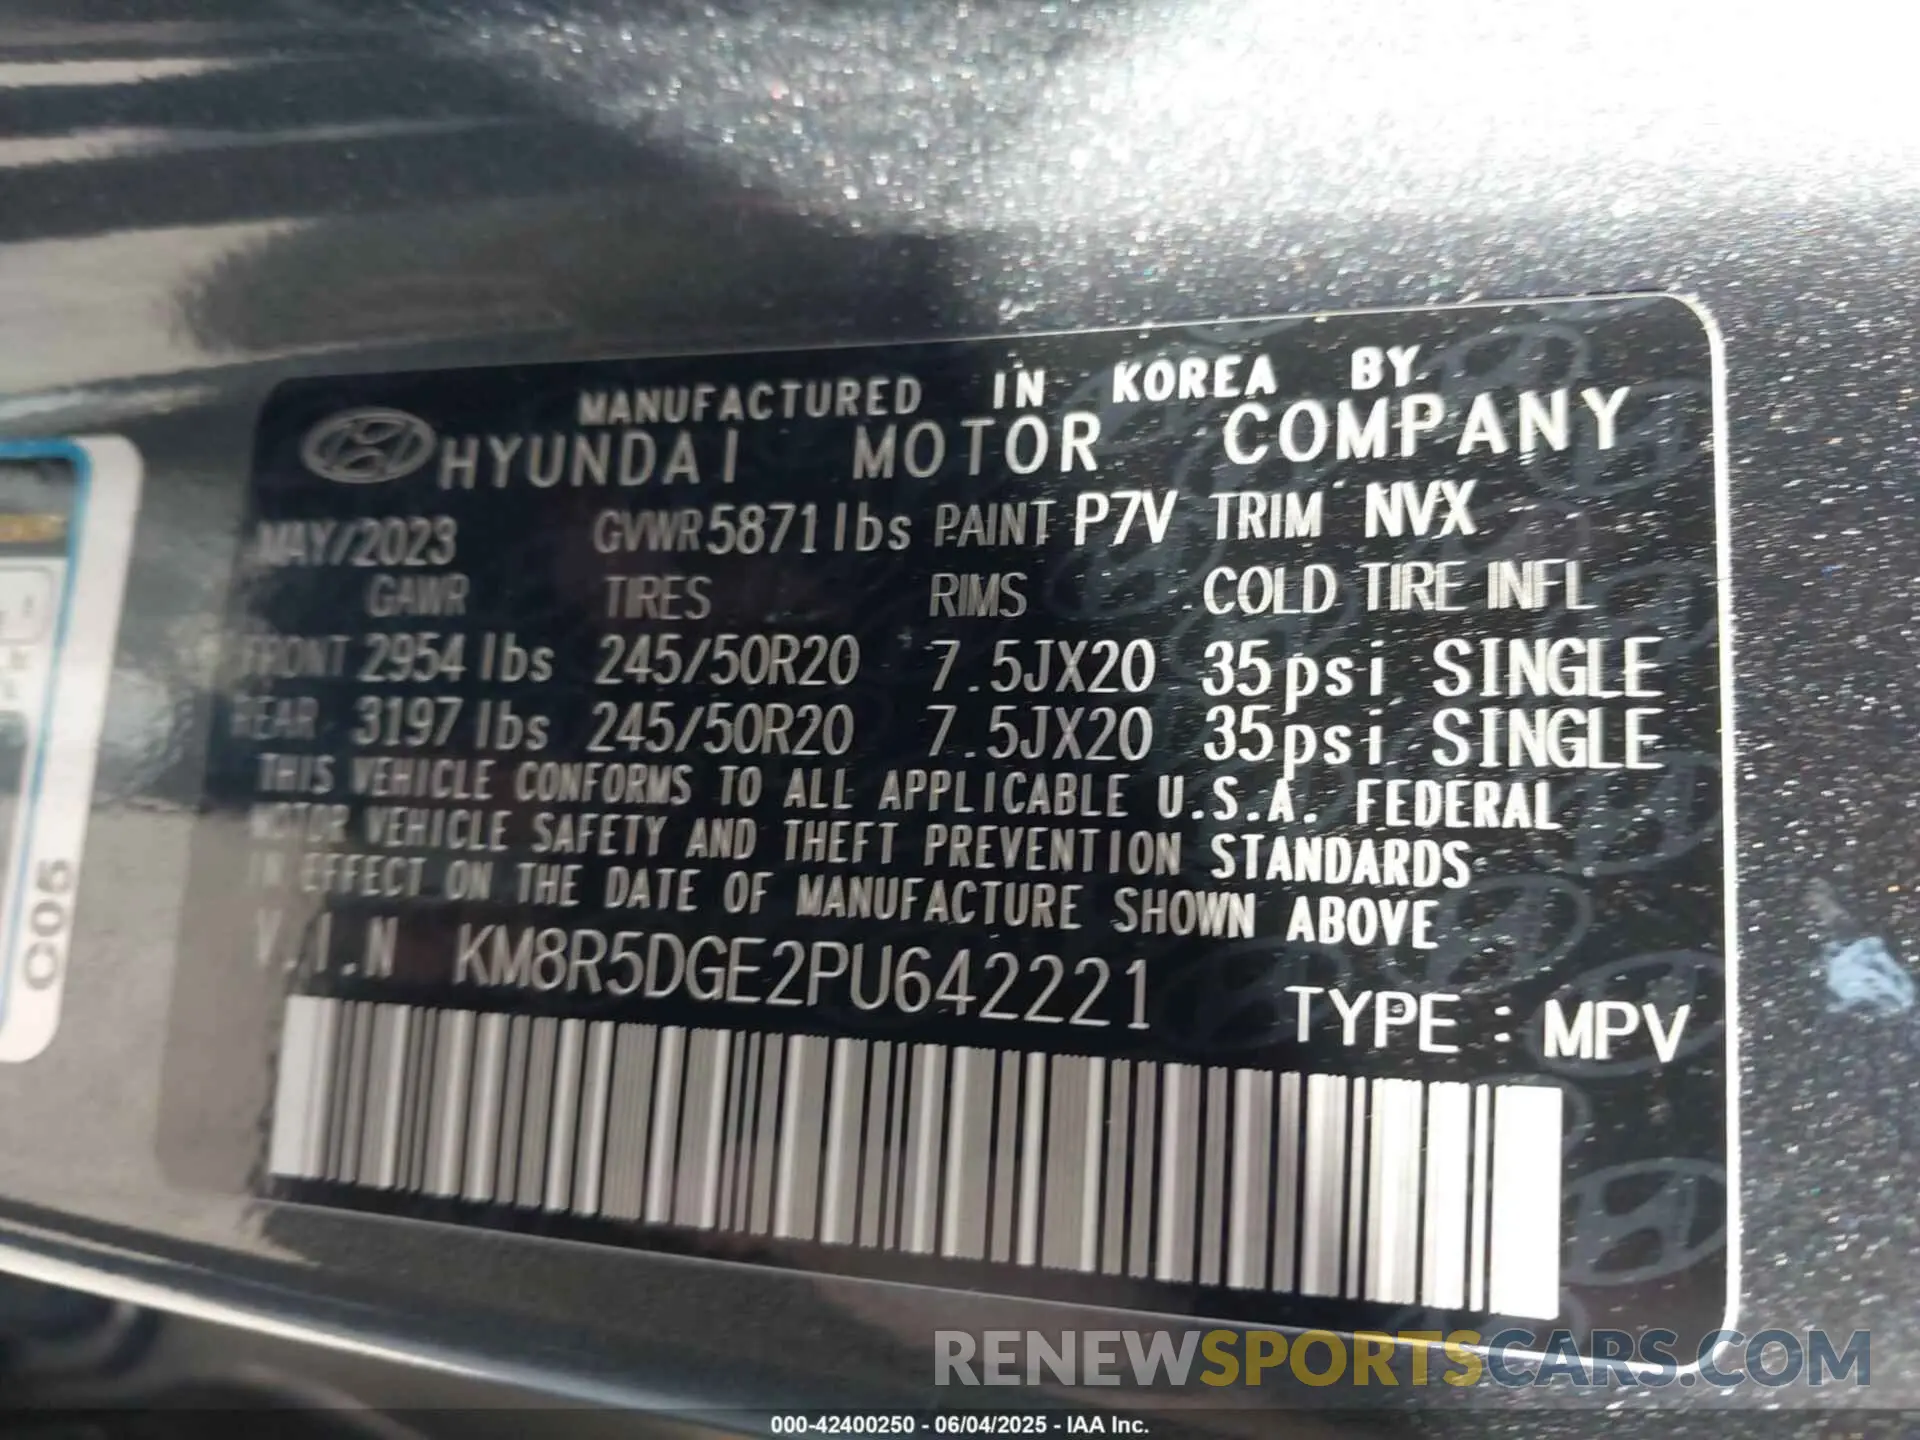 MANUFACTURED IN KOREA BY
HYUNDAI MOTOR COMPANY
MAY/2023 GVWR 5871 lbs PAINT P7V TRIM NVX
GAWR TIRES RIMS COLD TIRE INFL
FRONT 2954 lbs 245/50R20 7.5JX20 35psi SINGLE
REAR 3197 lbs 245/50R20 7.5JX20 35psi SINGLE
THIS VEHICLE CONFORMS TO ALL APPLICABLE U.S.A. FEDERAL
MOTOR VEHICLE SAFETY AND THEFT PREVENTION STANDARDS
IN EFFECT ON THE DATE OF MANUFACTURE SHOWN ABOVE
V.I.N KM8R5DGE2PU642221
TYPE : MPV
C05
RENEWSPORTSCARS.COM
000-42400250 - 06/04/2025 - IAA Inc.